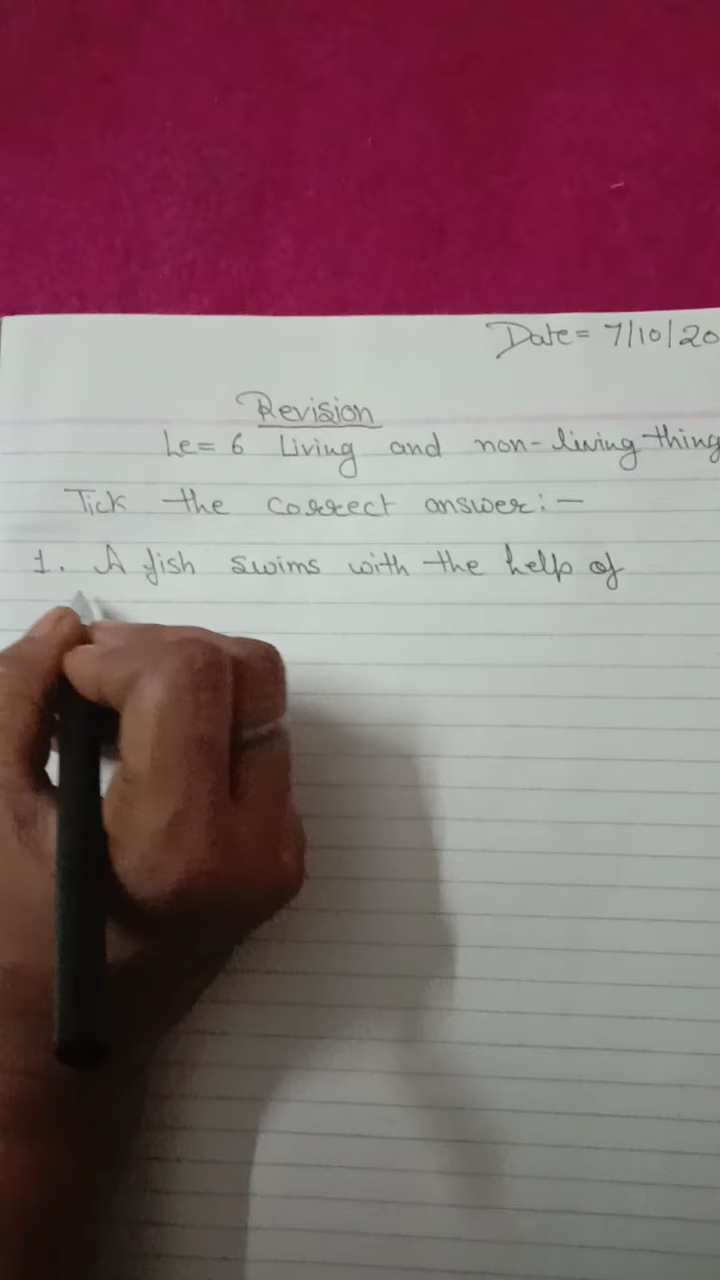 Date= 7/10/20
Revision
Le= 6 Living and non-living thing
Tick the correct answer:-
1. A fish swims with the help of